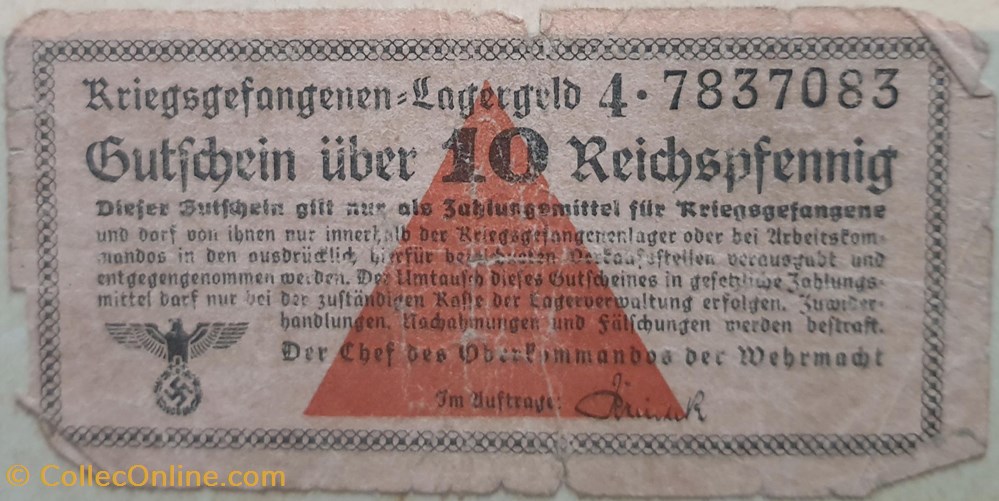 Kriegsgefangenen-Lagergeld 4·7837083
Gutschein über 10 Reichspfennig
Dieser Gutschein gilt nur als Zahlungsmittel für Kriegsgefangene
und darf von ihnen nur innerhalb der Kriegsgefangenenlager oder bei Arbeitskom-
mandos in den ausdrücklich hierfür bezeichneten Verkaufsstellen verausgabt und
entgegengenommen werden. Der Umtausch dieses Gutscheines in gesetzliche Zahlungs-
mittel darf nur bei der zuständigen Kasse der Lagerverwaltung erfolgen. Zuwider-
handlungen, Nachahmungen und Fälschungen werden bestraft.
Der Chef des Oberkommandos der Wehrmacht
Im Auftrage:
© CollecOnline.com